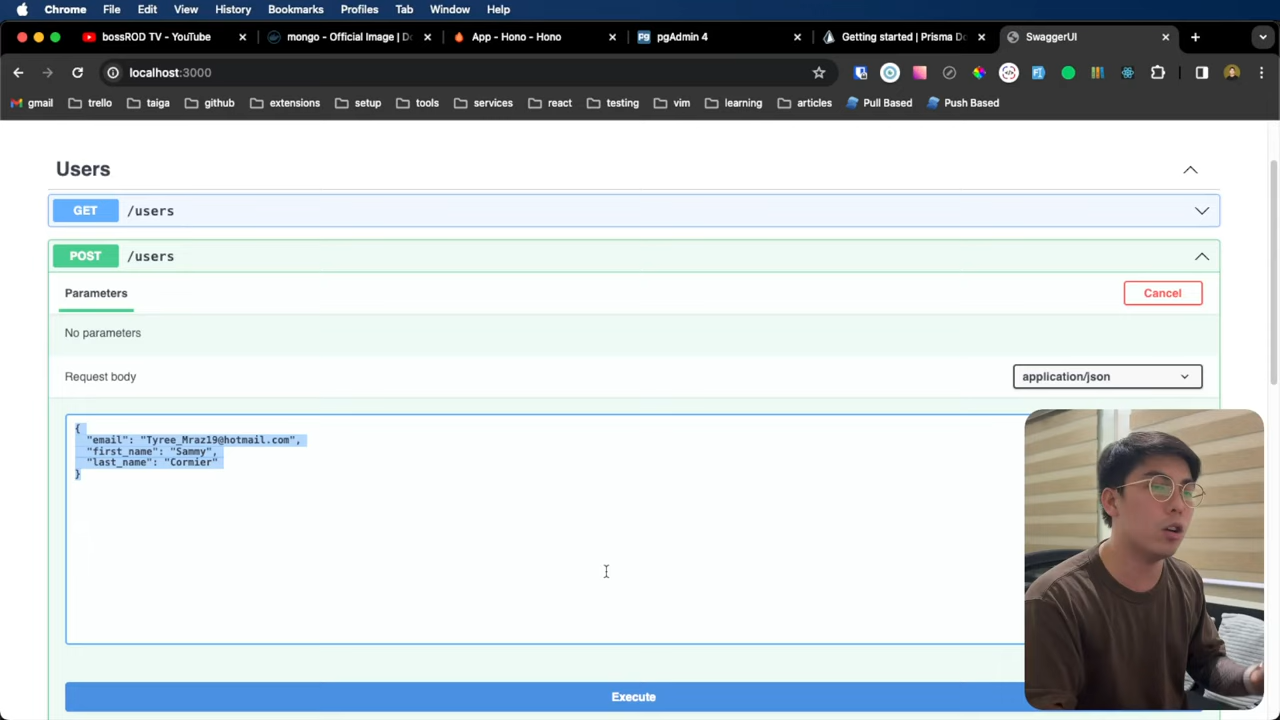 Chrome File Edit View History Bookmarks Profiles Tab Window Help
bossROD TV - YouTube mongo - Official Image | Do App - Hono - Hono pgAdmin 4 Getting started | Prisma Do SwaggerUI
localhost:3000
gmail trello taiga github extensions setup tools services react testing vim learning articles Pull Based Push Based
Users
GET /users
POST /users
Parameters Cancel
No parameters
Request body application/json
{
"email": "Tyree_Mraz19@hotmail.com",
"first_name": "Sammy",
"last_name": "Cormier"
}
Execute